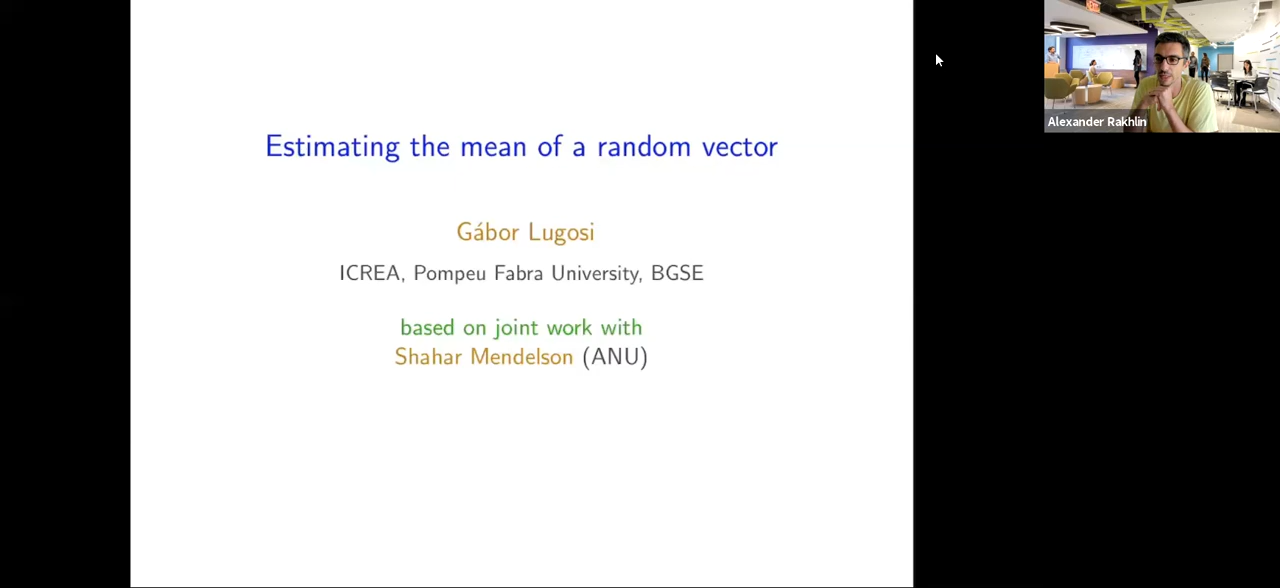 Estimating the mean of a random vector
Gábor Lugosi
ICREA, Pompeu Fabra University, BGSE
based on joint work with
Shahar Mendelson (ANU)
Alexander Rakhlin